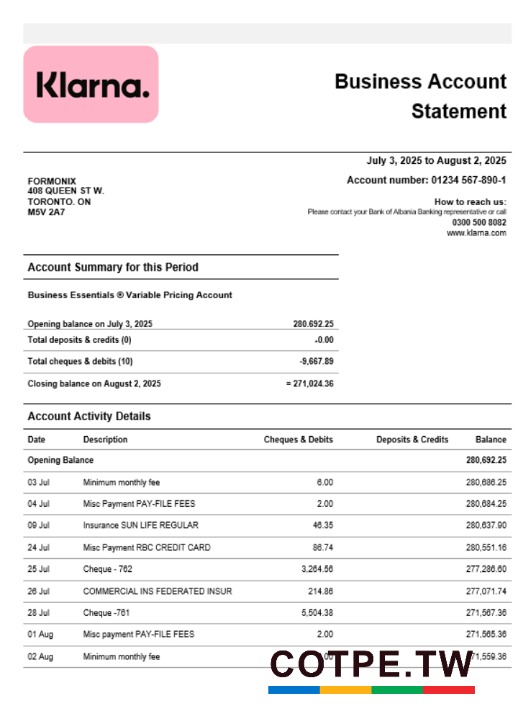 Klarna.
Business Account
Statement
July 3, 2025 to August 2, 2025
FORMONIX
408 QUEEN ST W.
TORONTO. ON
M5V 2A7
Account number: 01234 567-890-1
How to reach us:
Please contact your Bank of Albania Banking representative or call
0300 500 8082
www.klarna.com
Account Summary for this Period
Business Essentials ® Variable Pricing Account
Opening balance on July 3, 2025 280.692.25
Total deposits & credits (0) -0.00
Total cheques & debits (10) -9,667.89
Closing balance on August 2, 2025 = 271,024.36
Account Activity Details
Date Description Cheques & Debits Deposits & Credits Balance
Opening Balance 280,692.25
03 Jul Minimum monthly fee 6.00 280,686.25
04 Jul Misc Payment PAY-FILE FEES 2.00 280,684.25
09 Jul Insurance SUN LIFE REGULAR 46.35 280,637.90
24 Jul Misc Payment RBC CREDIT CARD 86.74 280,551.16
25 Jul Cheque - 762 3,264.56 277,286.60
26 Jul COMMERCIAL INS FEDERATED INSUR 214.86 277,071.74
28 Jul Cheque -761 5,504.38 271,567.36
01 Aug Misc payment PAY-FILE FEES 2.00 271,565.36
02 Aug Minimum monthly fee
COTPE.TW